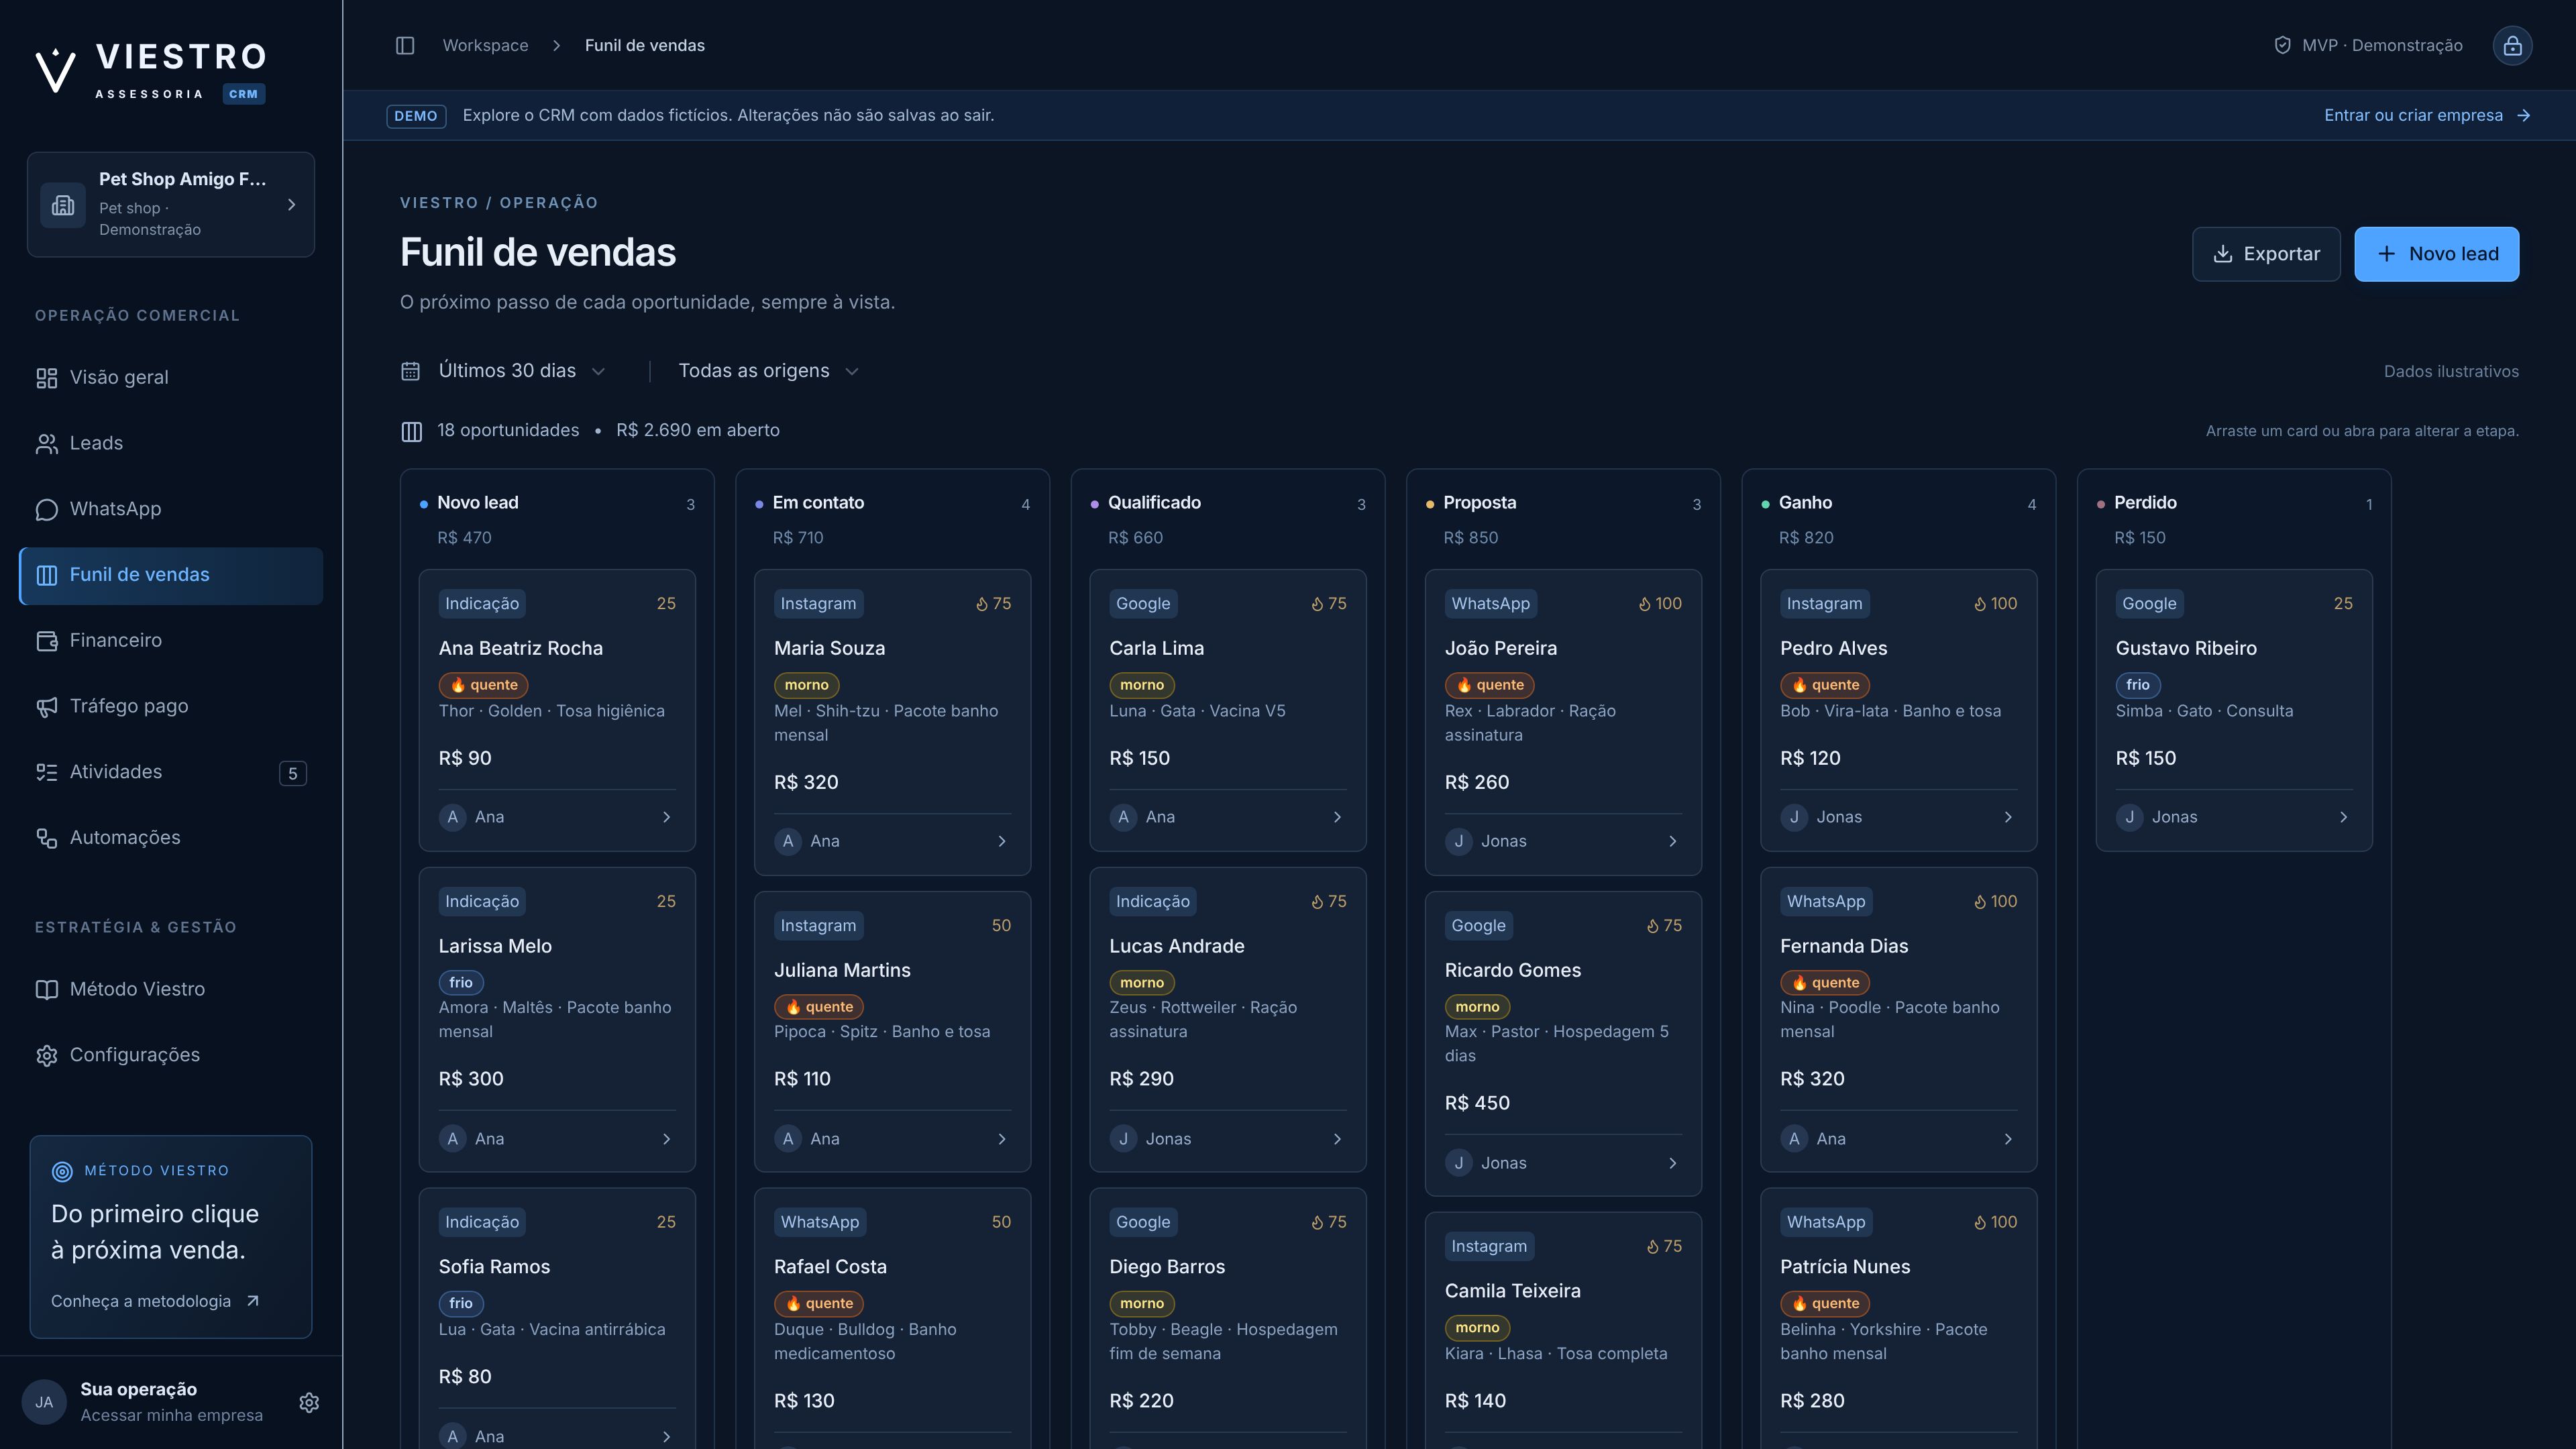 VIESTRO
ASSESSORIA CRM
Pet Shop Amigo F...
Pet shop ·
Demonstração
OPERAÇÃO COMERCIAL
Visão geral
Leads
WhatsApp
Funil de vendas
Financeiro
Tráfego pago
Atividades 5
Automações
ESTRATÉGIA & GESTÃO
Método Viestro
Configurações
MÉTODO VIESTRO
Do primeiro clique
à próxima venda.
Conheça a metodologia
JA
Sua operação
Acessar minha empresa
Workspace > Funil de vendas
MVP · Demonstração
DEMO Explore o CRM com dados fictícios. Alterações não são salvas ao sair.
Entrar ou criar empresa →
VIESTRO / OPERAÇÃO
Funil de vendas
O próximo passo de cada oportunidade, sempre à vista.
Exportar
+ Novo lead
Últimos 30 dias
Todas as origens
Dados ilustrativos
18 oportunidades • R$ 2.690 em aberto
Arraste um card ou abra para alterar a etapa.
Novo lead 3
R$ 470
Indicação 25
Ana Beatriz Rocha
🔥 quente
Thor · Golden · Tosa higiênica
R$ 90
A Ana
Indicação 25
Larissa Melo
frio
Amora · Maltês · Pacote banho
mensal
R$ 300
A Ana
Indicação 25
Sofia Ramos
frio
Lua · Gata · Vacina antirrábica
R$ 80
A Ana
Em contato 4
R$ 710
Instagram 75
Maria Souza
morno
Mel · Shih-tzu · Pacote banho
mensal
R$ 320
A Ana
Instagram 50
Juliana Martins
🔥 quente
Pipoca · Spitz · Banho e tosa
R$ 110
A Ana
WhatsApp 50
Rafael Costa
🔥 quente
Duque · Bulldog · Banho
medicamentoso
R$ 130
Qualificado 3
R$ 660
Google 75
Carla Lima
morno
Luna · Gata · Vacina V5
R$ 150
A Ana
Indicação 75
Lucas Andrade
morno
Zeus · Rottweiler · Ração
assinatura
R$ 290
J Jonas
Google 75
Diego Barros
morno
Tobby · Beagle · Hospedagem
fim de semana
R$ 220
Proposta 3
R$ 850
WhatsApp 100
João Pereira
🔥 quente
Rex · Labrador · Ração
assinatura
R$ 260
J Jonas
Google 75
Ricardo Gomes
morno
Max · Pastor · Hospedagem 5
dias
R$ 450
J Jonas
Instagram 75
Camila Teixeira
morno
Kiara · Lhasa · Tosa completa
R$ 140
Ganho 4
R$ 820
Instagram 100
Pedro Alves
🔥 quente
Bob · Vira-lata · Banho e tosa
R$ 120
J Jonas
WhatsApp 100
Fernanda Dias
🔥 quente
Nina · Poodle · Pacote banho
mensal
R$ 320
A Ana
WhatsApp 100
Patrícia Nunes
🔥 quente
Belinha · Yorkshire · Pacote
banho mensal
R$ 280
Perdido 1
R$ 150
Google 25
Gustavo Ribeiro
frio
Simba · Gato · Consulta
R$ 150
J Jonas